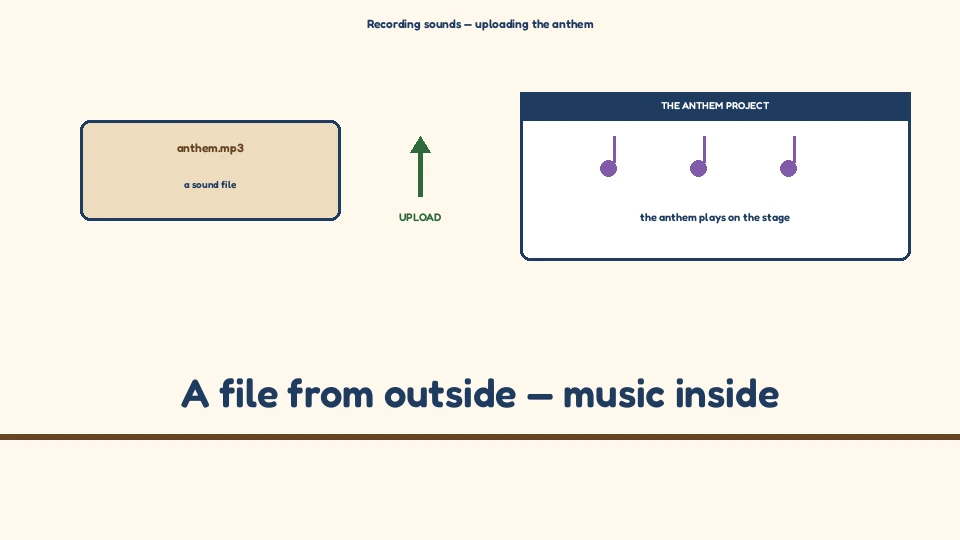 Recording sounds — uploading the anthem
anthem.mp3
a sound file
UPLOAD
THE ANTHEM PROJECT
the anthem plays on the stage
A file from outside — music inside